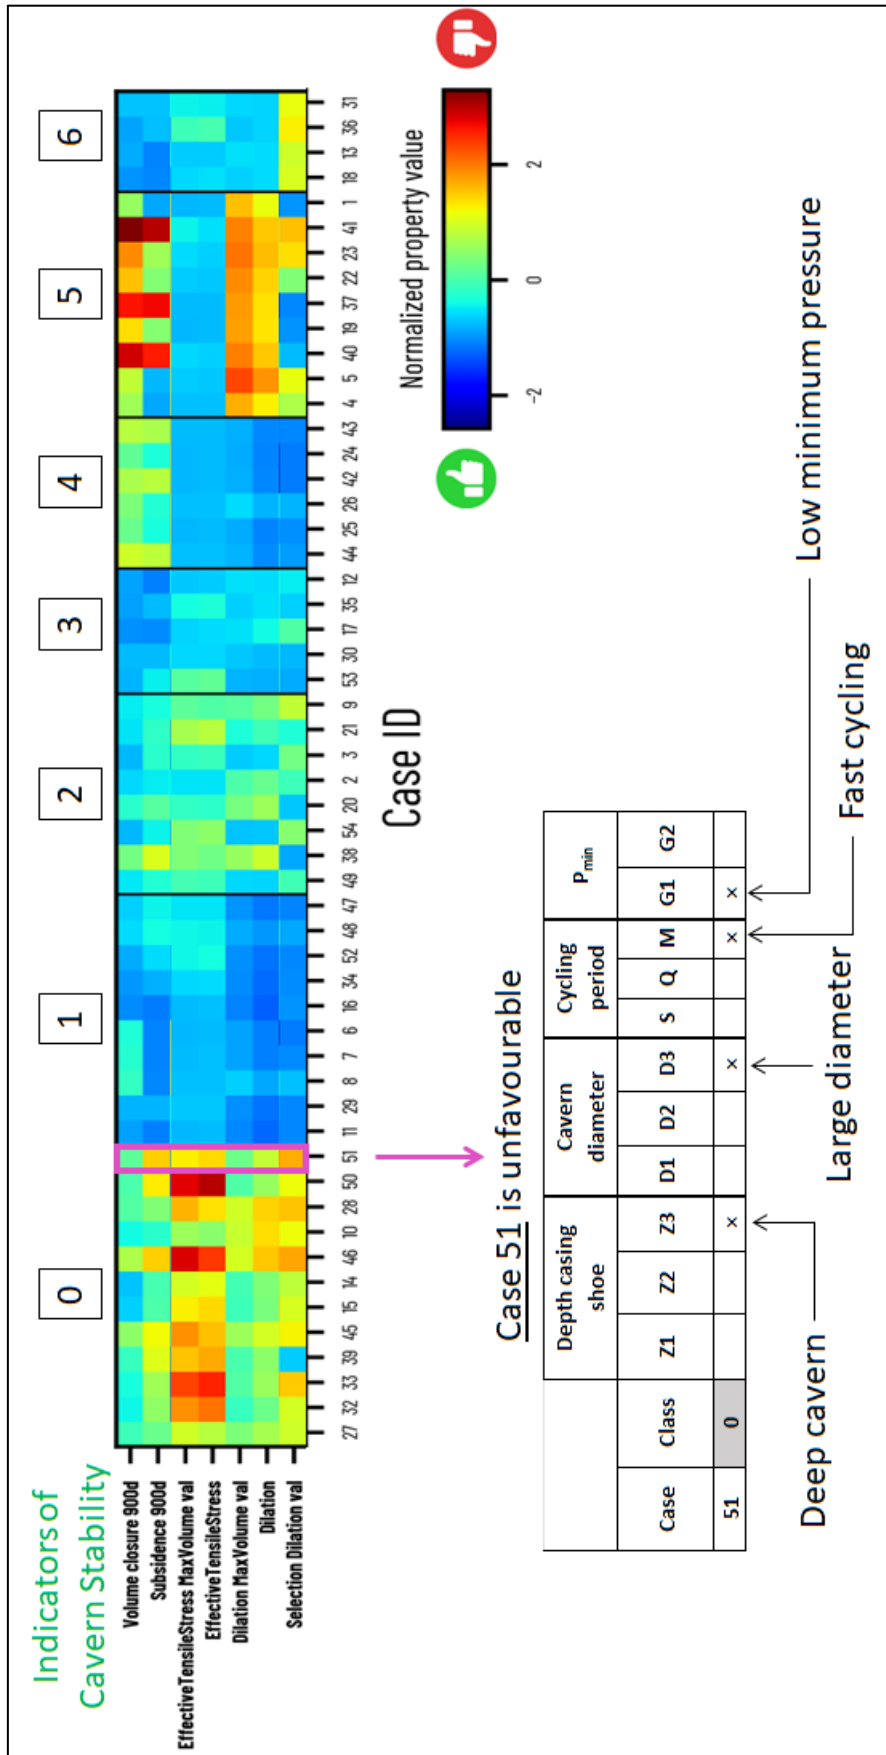 Indicators of
Cavern Stability
0 1 2 3 4 5 6
Volume closure 900d
Subsidence 900d
EffectiveTensileStress MaxVolume val
EffectiveTensileStress
Dilation MaxVolume val
Dilation
Selection Dilation val
27 32 33 39 45 15 14 46 10 28 50 51 11 29 8 7 6 16 34 52 48 47 49 38 54 20 2 3 21 9 53 30 17 35 12 44 25 26 42 24 43 4 5 40 19 37 22 23 41 1 18 13 36 31
Case ID
Normalized property value
−2 0 2
Case 51 is unfavourable
Depth casing shoe Cavern diameter Cycling period Pmin
Case Class Z1 Z2 Z3 D1 D2 D3 S Q M G1 G2
51 0 × × × ×
Deep cavern
Large diameter
Fast cycling
Low minimum pressure